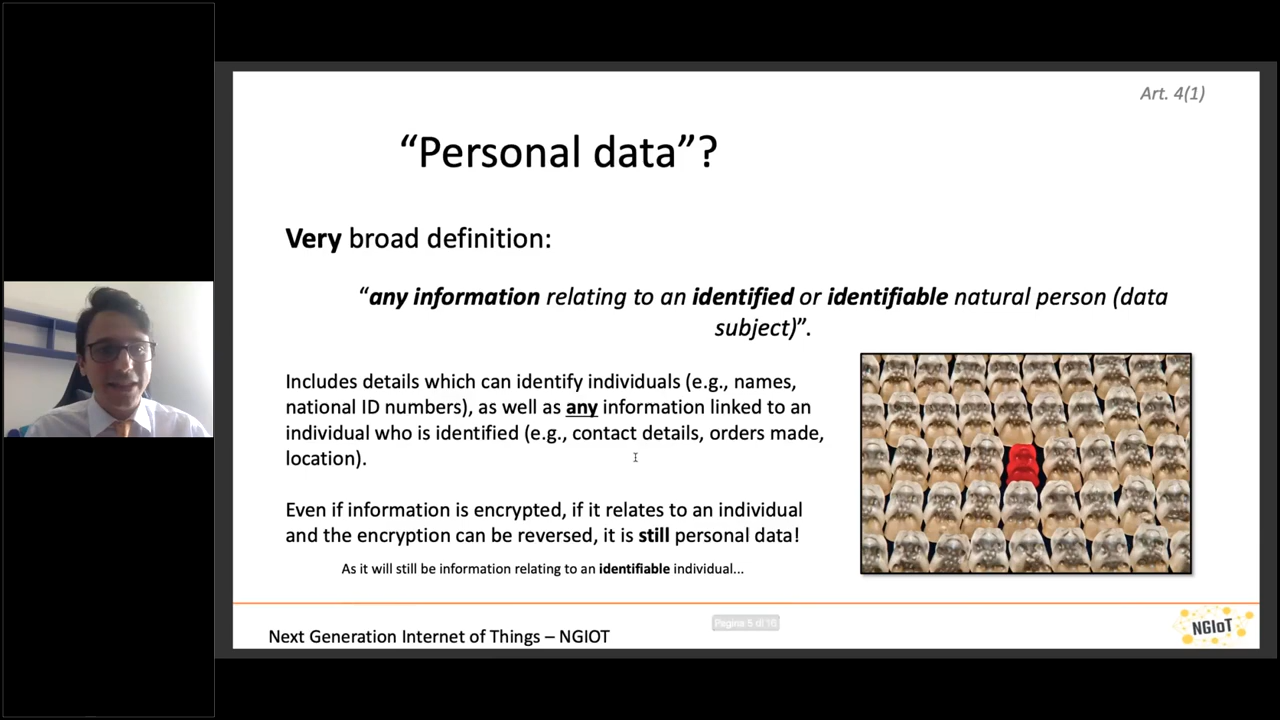 Art. 4(1)
“Personal data”?
Very broad definition:
“any information relating to an identified or identifiable natural person (data
subject)”.
Includes details which can identify individuals (e.g., names,
national ID numbers), as well as any information linked to an
individual who is identified (e.g., contact details, orders made,
location).
Even if information is encrypted, if it relates to an individual
and the encryption can be reversed, it is still personal data!
As it will still be information relating to an identifiable individual...
Next Generation Internet of Things – NGIOT
Pagina 5 di 16
NGIoT